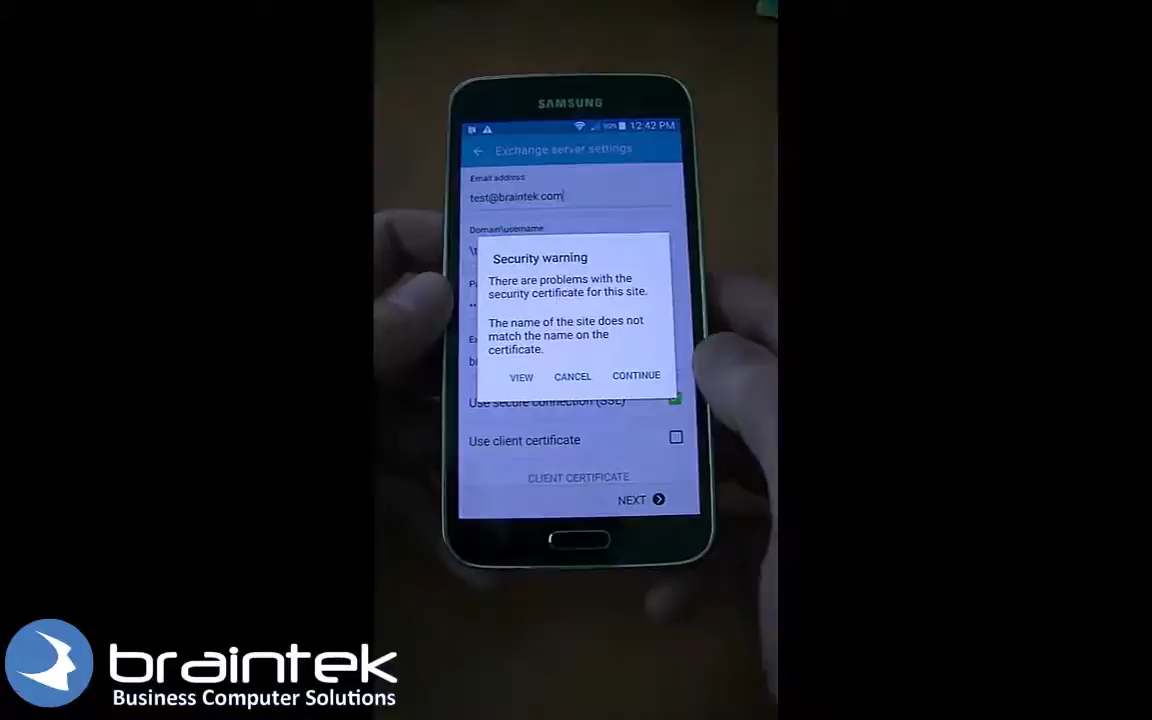 SAMSUNG
12:42 PM
Exchange server settings
Email address
test@braintek.com
Domain\username
Security warning
There are problems with the
security certificate for this site.
The name of the site does not
match the name on the
certificate.
VIEW CANCEL CONTINUE
Use secure connection (SSL)
Use client certificate
CLIENT CERTIFICATE
NEXT
braintek
Business Computer Solutions